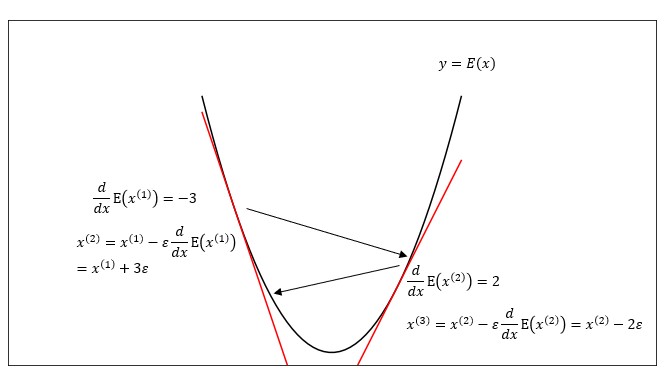 y = E(x)
d/dx E(x⁽¹⁾) = −3
x⁽²⁾ = x⁽¹⁾ − ε d/dx E(x⁽¹⁾)
= x⁽¹⁾ + 3ε
d/dx E(x⁽²⁾) = 2
x⁽³⁾ = x⁽²⁾ − ε d/dx E(x⁽²⁾) = x⁽²⁾ − 2ε